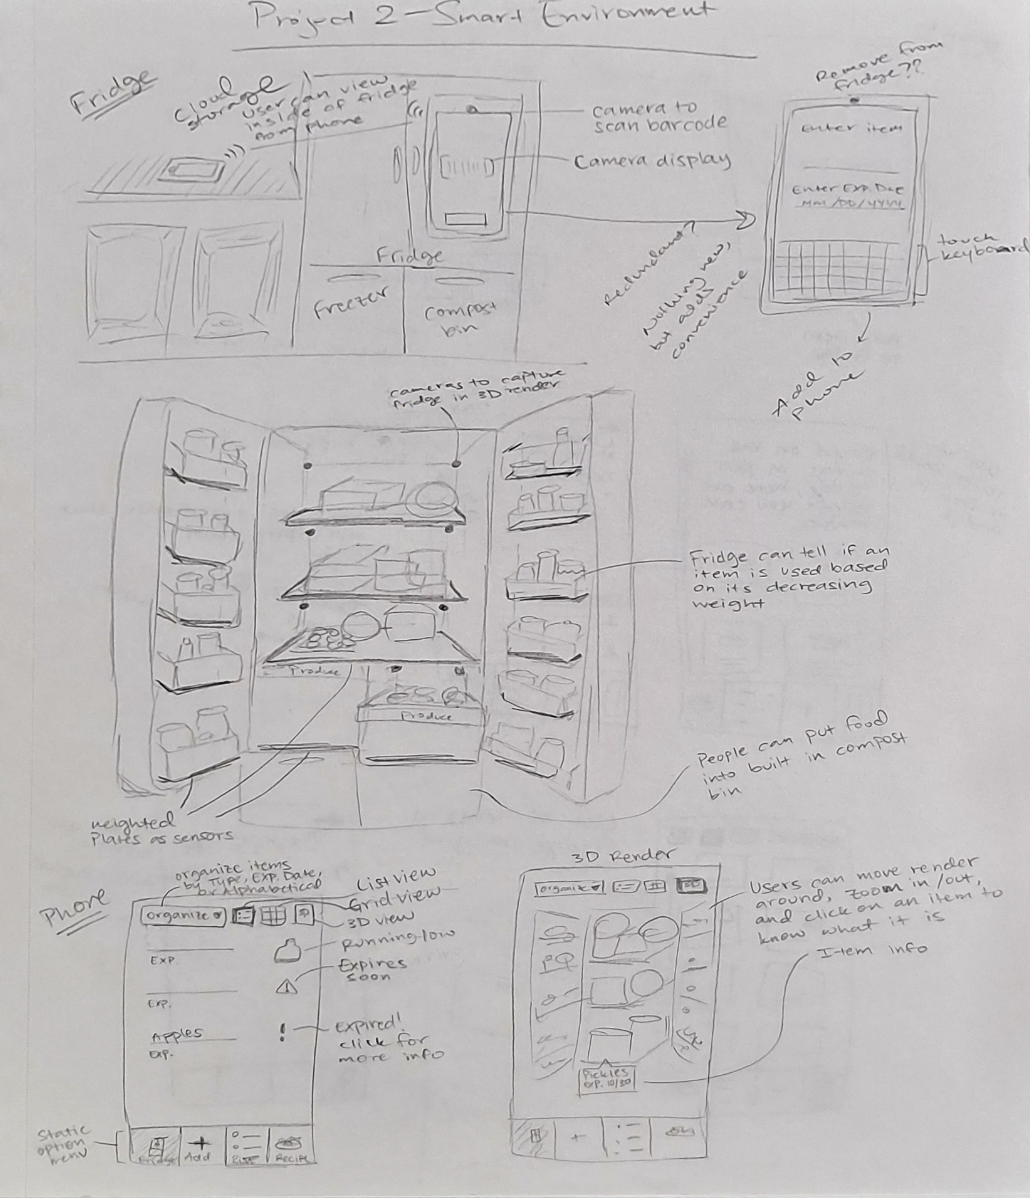 Project 2 – Smart Environment
Fridge
Cloud
storage
user can view
inside of fridge
from phone
camera to
scan barcode
Camera display
Fridge
Freezer
compost
bin
Remove from
fridge??
Enter item
Enter Exp. Date
MM/DD/YYYY
touch
keyboard
Redundant?
Nothing new,
but adds
convenience
Add to
phone
cameras to capture
fridge in 3D render
Fridge can tell if an
item is used based
on its decreasing
weight
Produce
Produce
People can put food
into built in compost
bin
weighted
Plates as sensors
Phone
organize items
by Type, Exp. Date,
or Alphabetical
List view
Grid view
3D view
organize
Running low
EXP.
Expires
soon
Exp.
Apples
exp.
Expired!
click for
more info
Static
option
menu
Fridge
Add
Recipe
3D Render
organize
Users can move render
around, zoom in/out,
and click on an item to
know what it is
Item info
Pickles
exp. 10/30